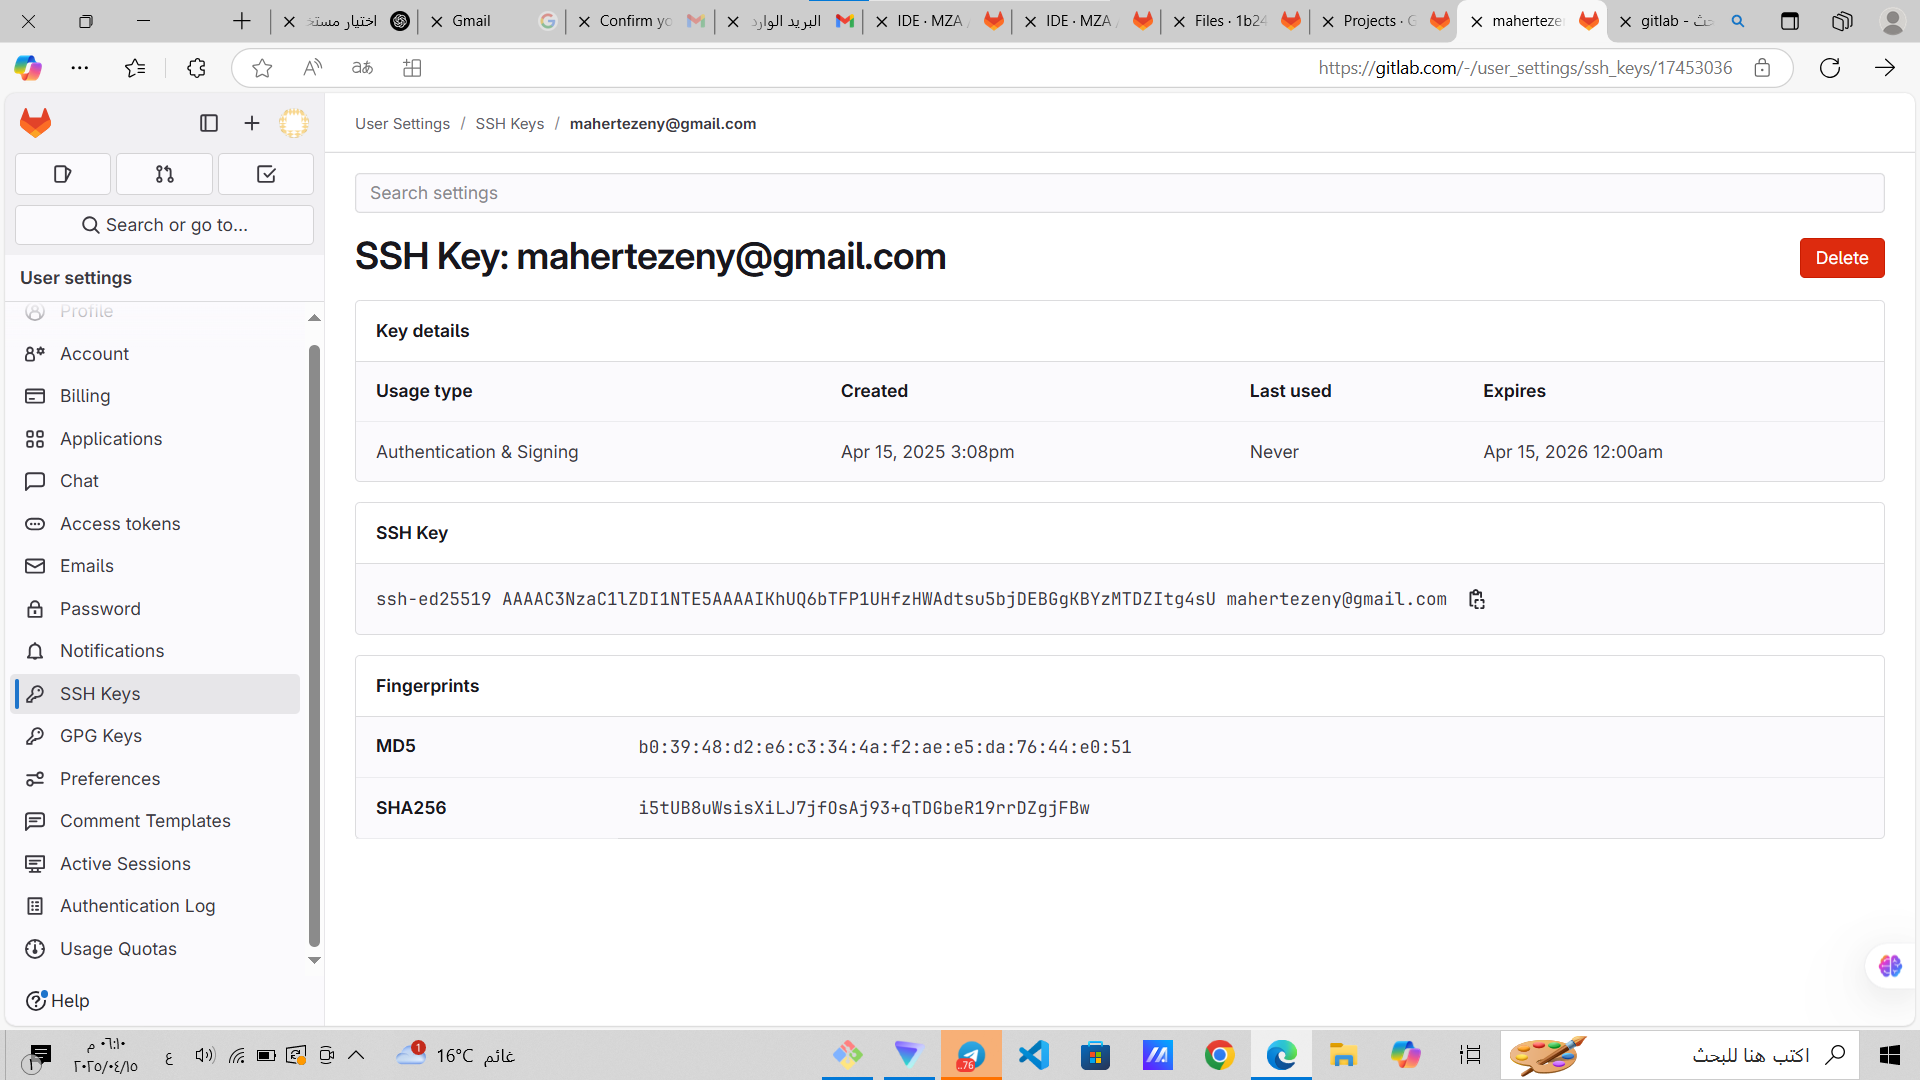 اختيار مستخ
Gmail
Confirm yo
البريد الوارد
IDE · MZA /
IDE · MZA /
Files · 1b24
Projects · G
mahertezen
gitlab - بحث
https://gitlab.com/-/user_settings/ssh_keys/17453036
User Settings / SSH Keys / mahertezeny@gmail.com
Search settings
Search or go to...
User settings
Profile
Account
Billing
Applications
Chat
Access tokens
Emails
Password
Notifications
SSH Keys
GPG Keys
Preferences
Comment Templates
Active Sessions
Authentication Log
Usage Quotas
Help
SSH Key: mahertezeny@gmail.com
Delete
Key details
Usage type Created Last used Expires
Authentication & Signing Apr 15, 2025 3:08pm Never Apr 15, 2026 12:00am
SSH Key
ssh-ed25519 AAAAC3NzaC1lZDI1NTE5AAAAIKhUQ6bTFP1UHfzHWAdtsu5bjDEBGgKBYzMTDZItg4sU mahertezeny@gmail.com
Fingerprints
MD5 b0:39:48:d2:e6:c3:34:4a:f2:ae:e5:da:76:44:e0:51
SHA256 i5tUB8uWsisXiLJ7jfOsAj93+qTDGbeR19rrDZgjFBw
١
٠٦:١٠ م
٢٠٢٥/٠٤/١٥
ع
1
16°C غائم
76
اكتب هنا للبحث